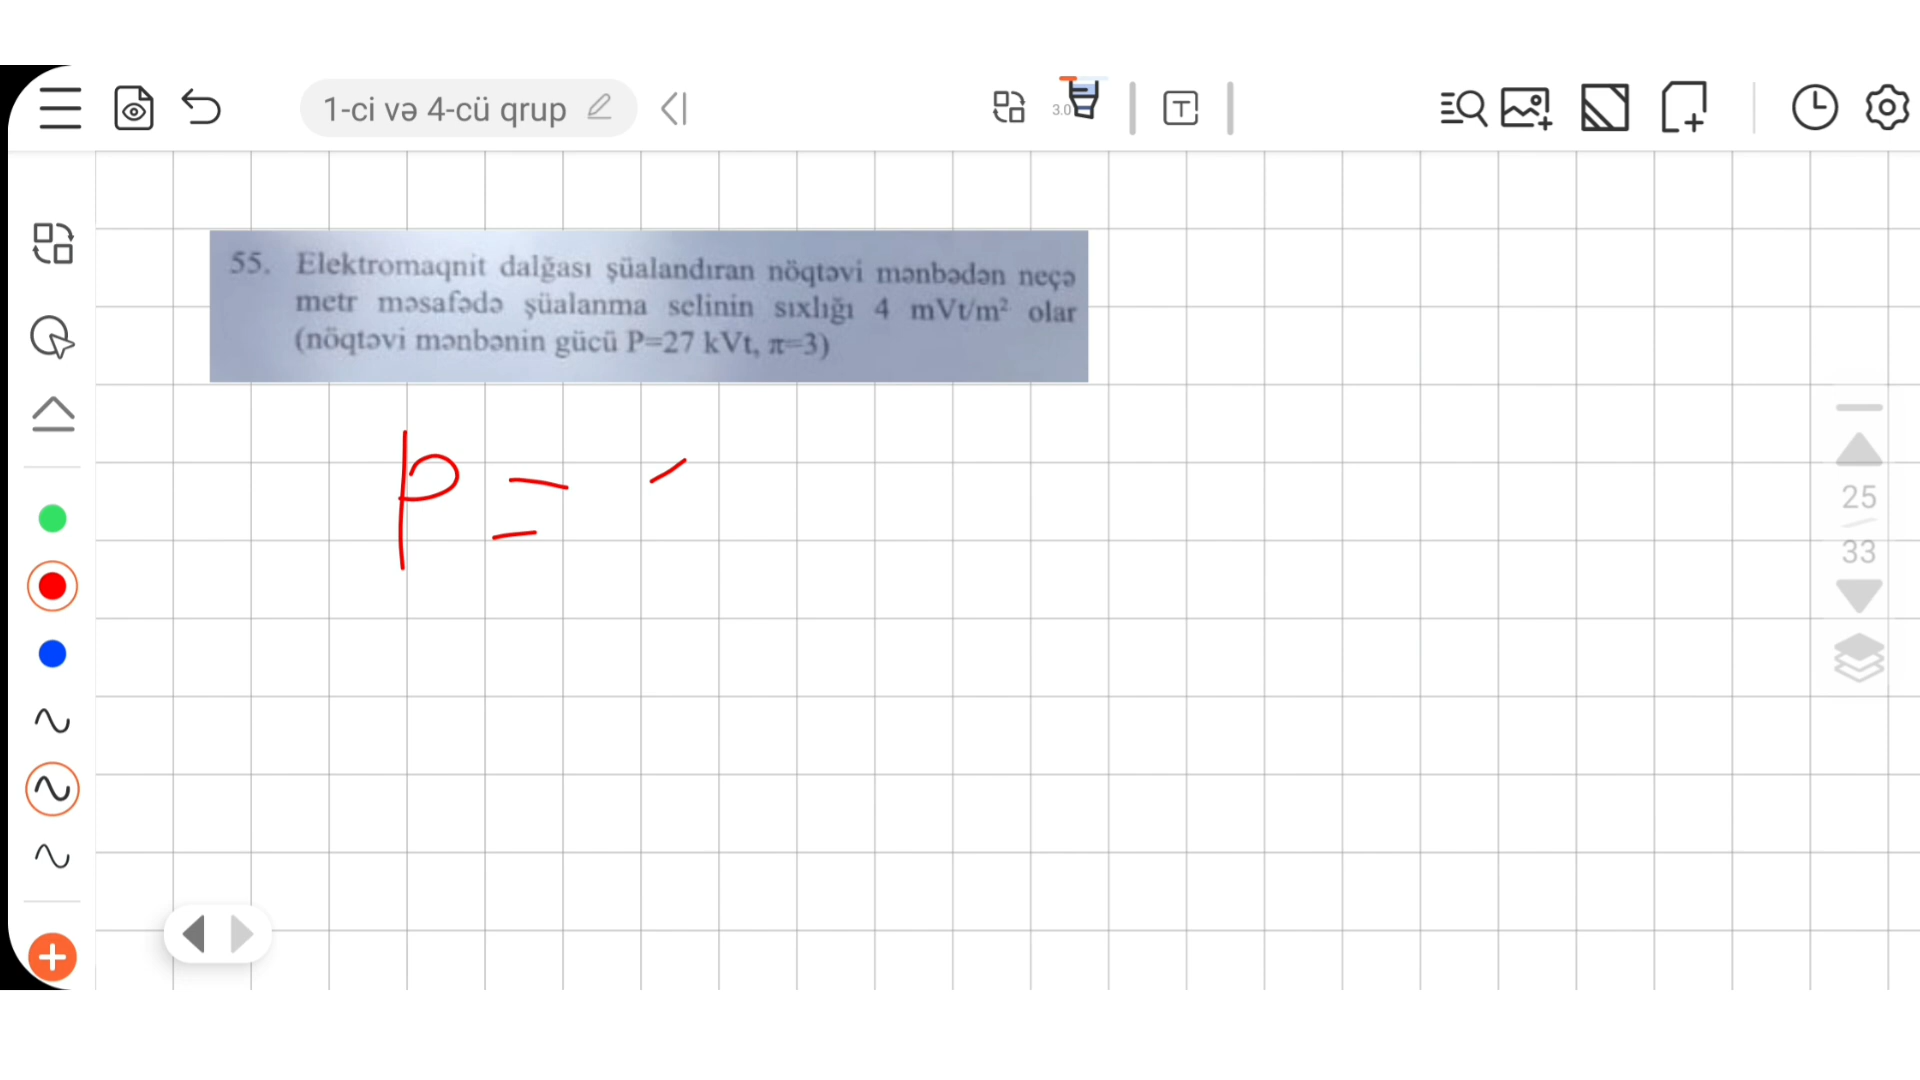 1-ci və 4-cü qrup
3.0
T
55. Elektromaqnit dalğası şüalandıran nöqtəvi mənbədən neçə
metr məsafədə şüalanma selinin sıxlığı 4 mVt/m² olar
(nöqtəvi mənbənin gücü P=27 kVt, π=3)
P =
25
33